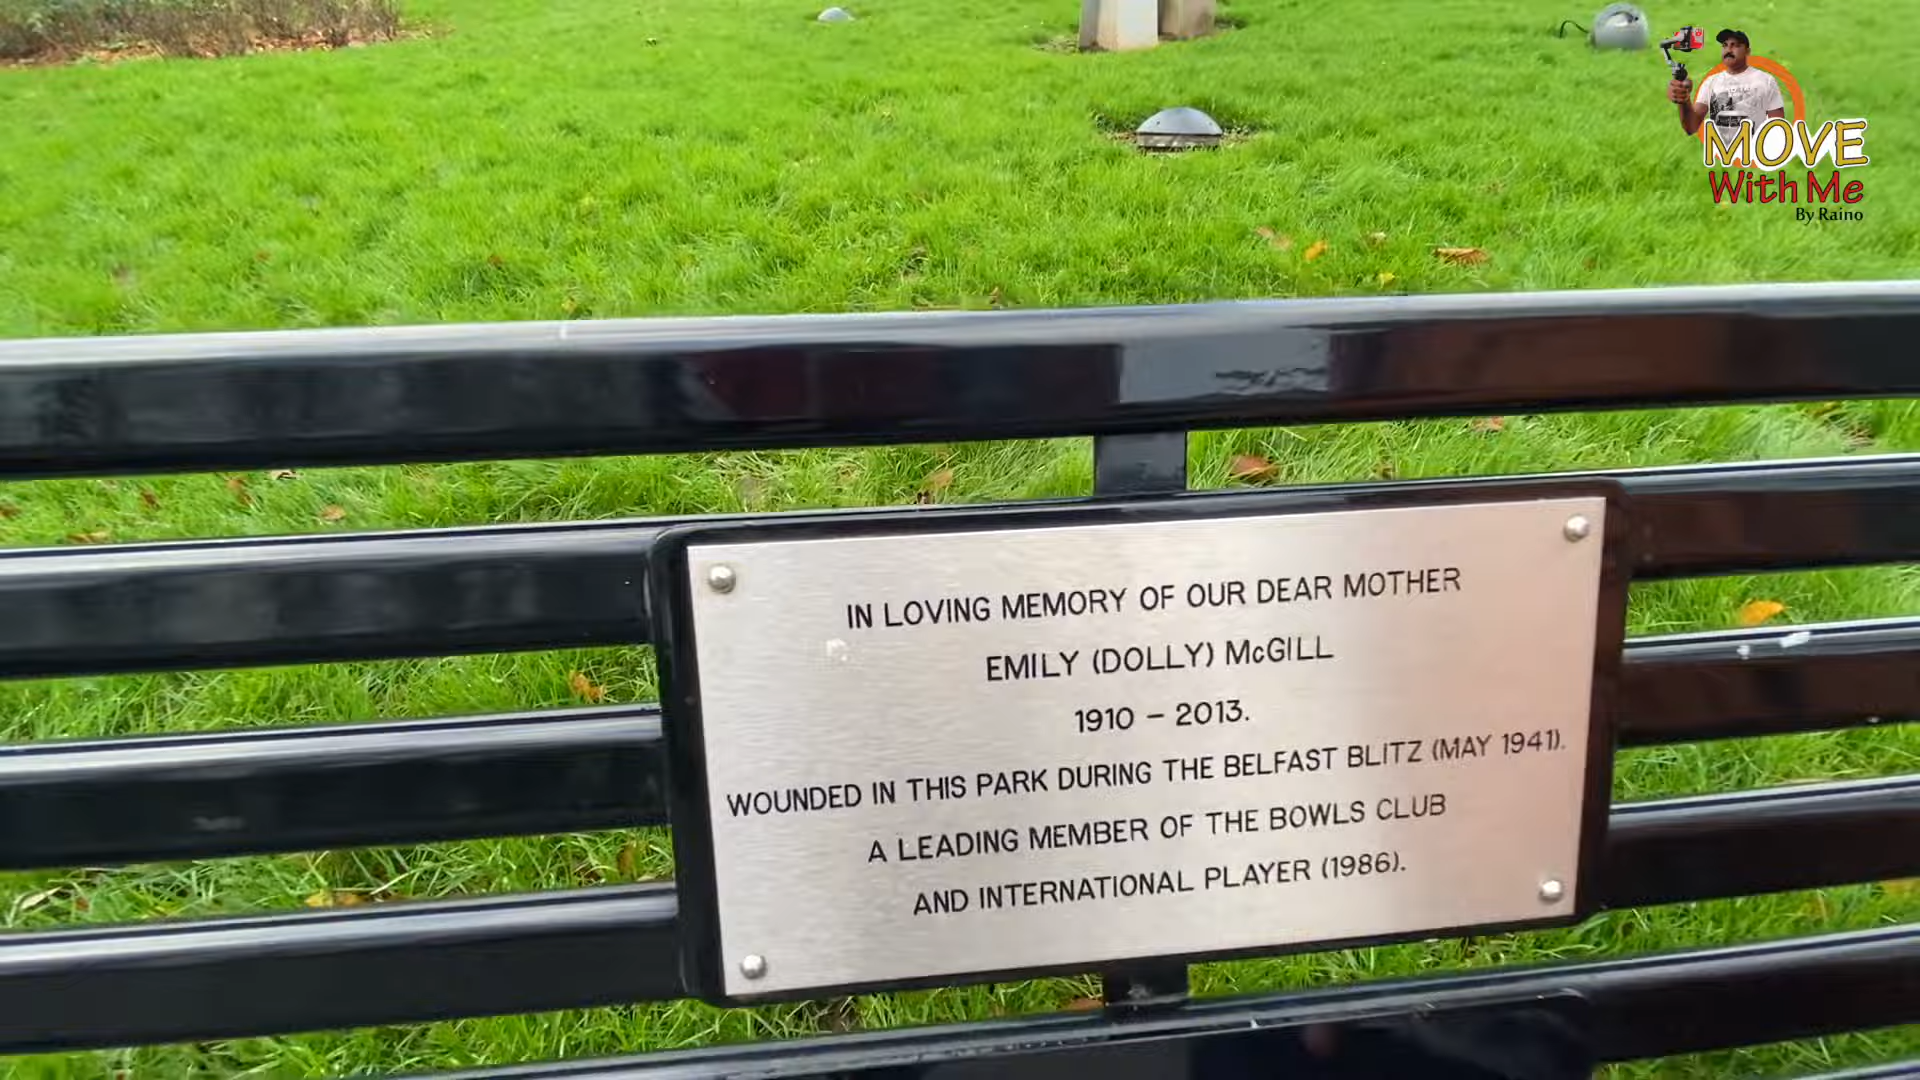 MOVE
With Me
By Raino
IN LOVING MEMORY OF OUR DEAR MOTHER
EMILY (DOLLY) McGILL
1910 – 2013.
WOUNDED IN THIS PARK DURING THE BELFAST BLITZ (MAY 1941).
A LEADING MEMBER OF THE BOWLS CLUB
AND INTERNATIONAL PLAYER (1986).